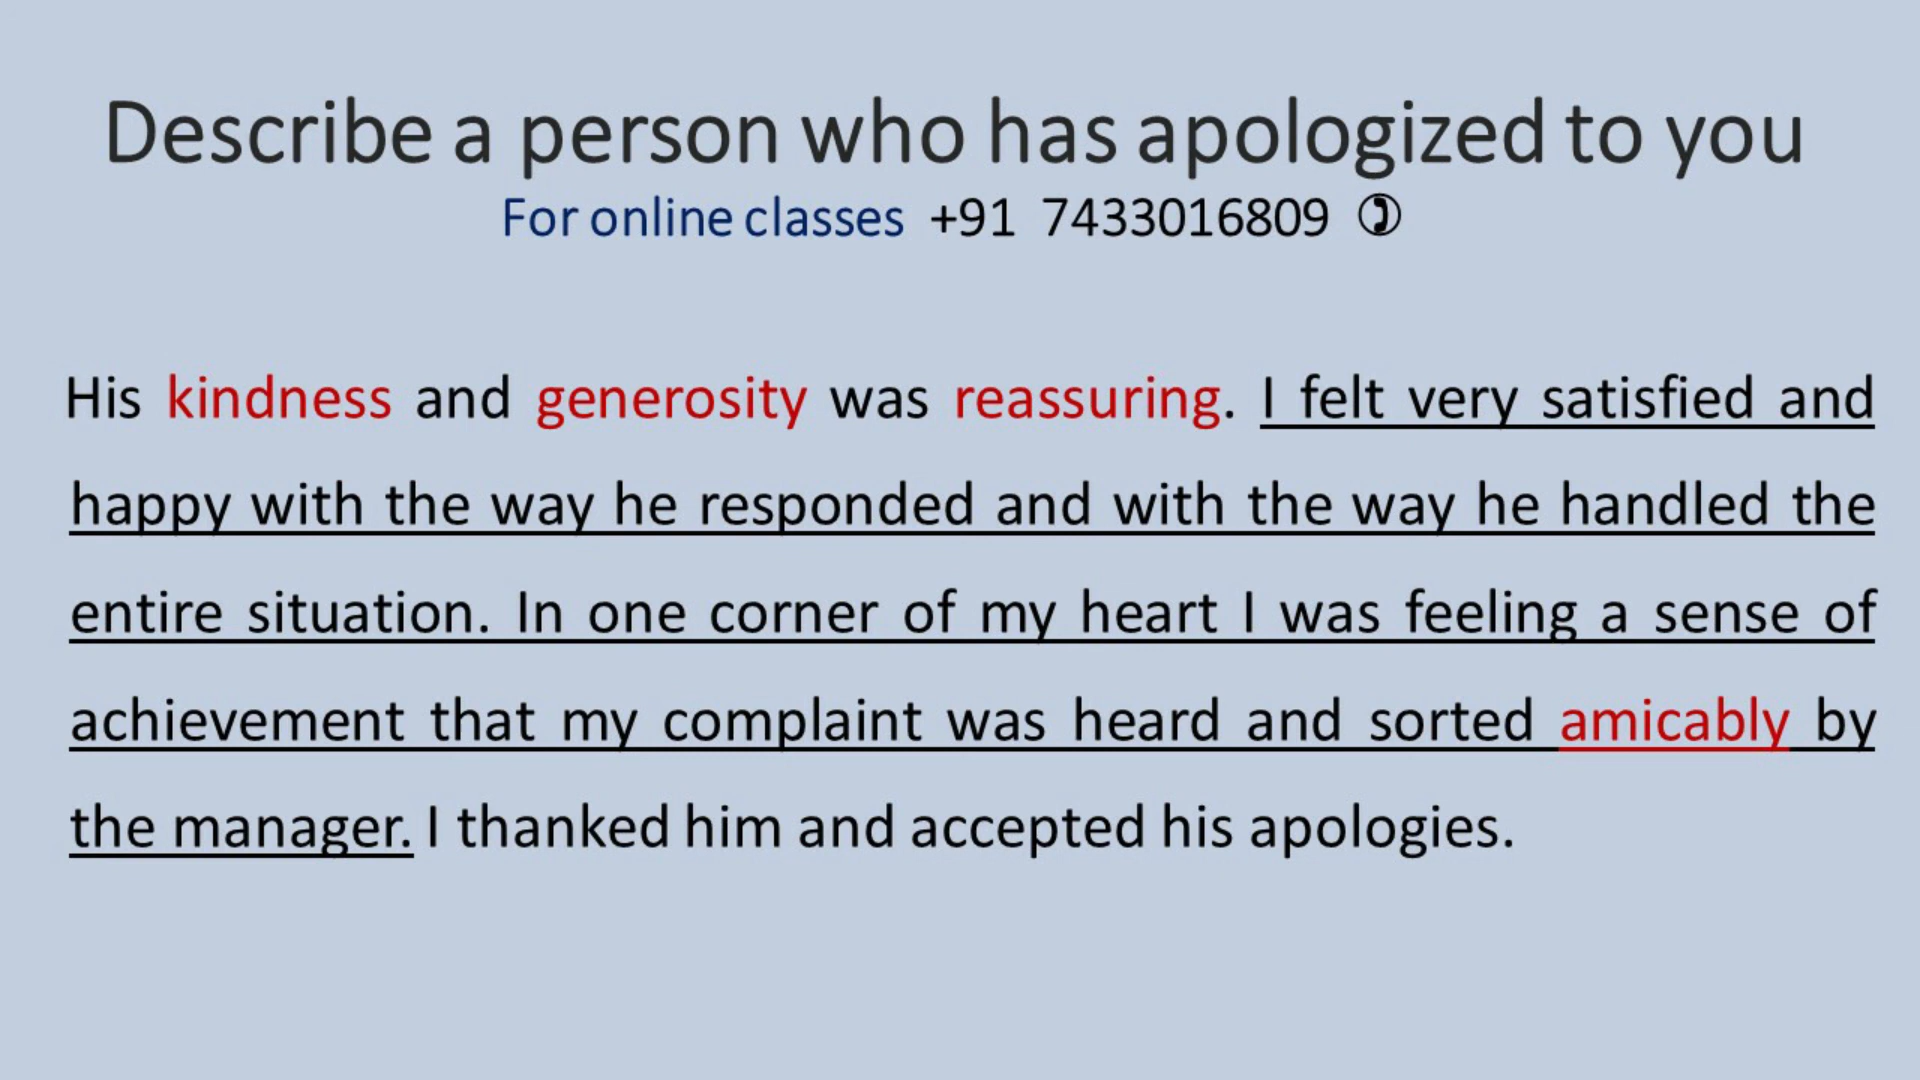 Describe a person who has apologized to you
For online classes +91 7433016809
His kindness and generosity was reassuring. I felt very satisfied and
happy with the way he responded and with the way he handled the
entire situation. In one corner of my heart I was feeling a sense of
achievement that my complaint was heard and sorted amicably by
the manager. I thanked him and accepted his apologies.